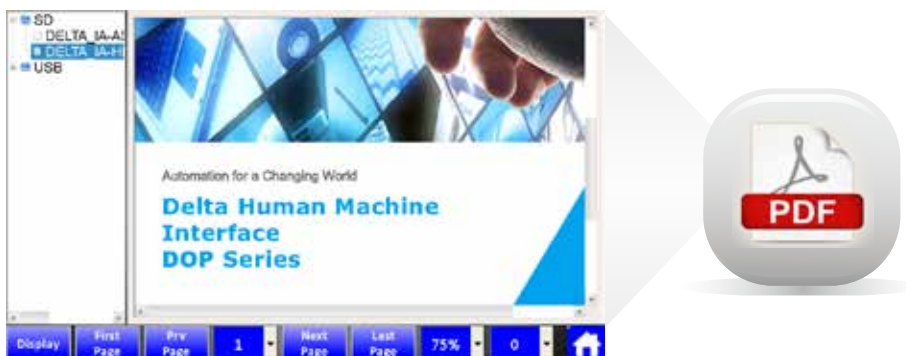 SD
DELTA_IA-AS
DELTA_IA-H
USB
Automation for a Changing World
Delta Human Machine
Interface
DOP Series
Display
First
Page
Prv
Page
1
Next
Page
Last
Page
75%
0
PDF